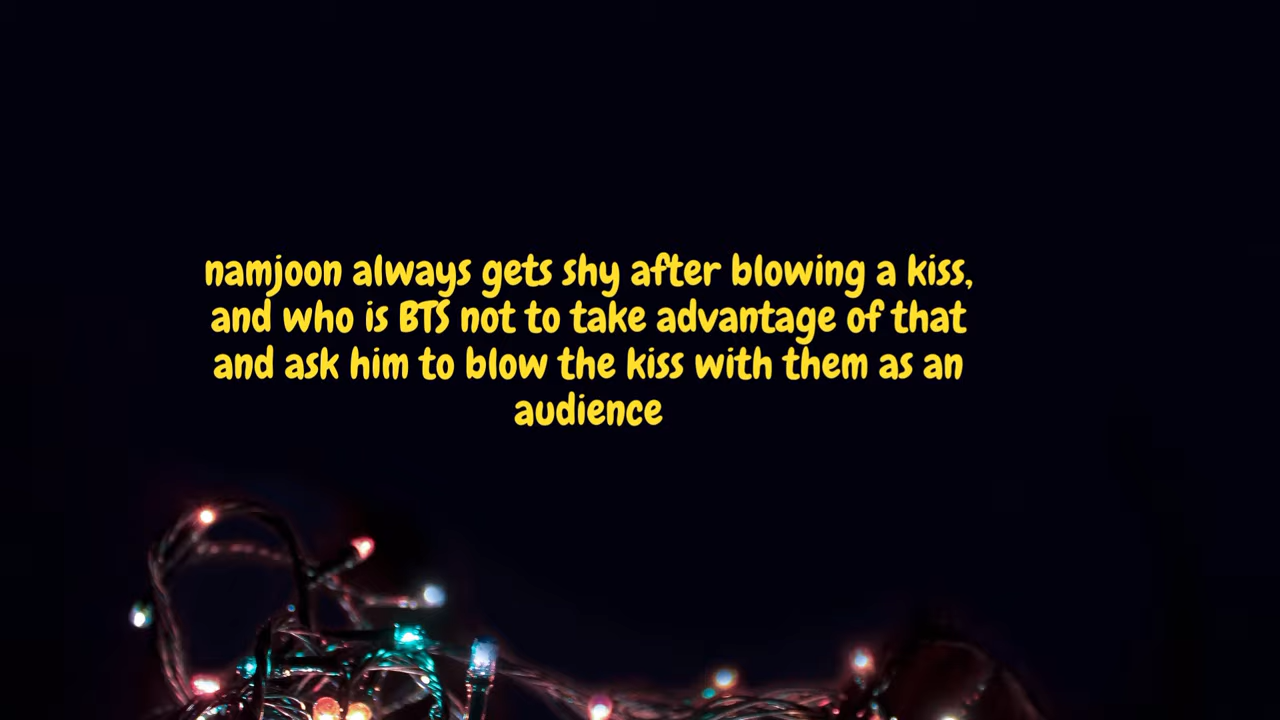 namjoon always gets shy after blowing a kiss,
and who is BTS not to take advantage of that
and ask him to blow the kiss with them as an
audience